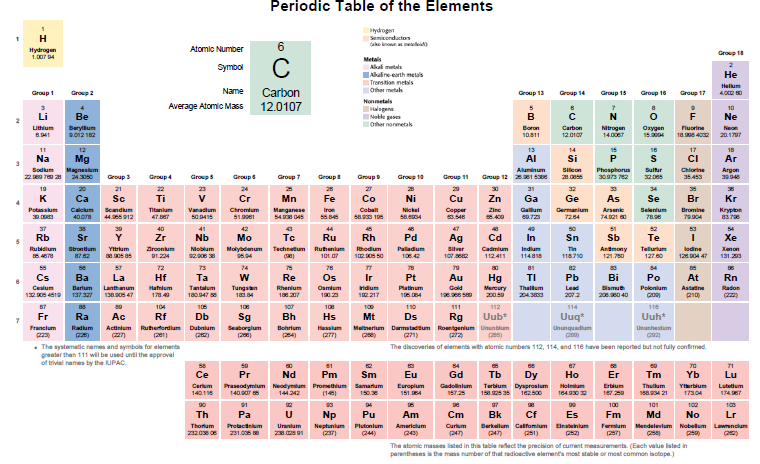 Periodic Table of the Elements
Hydrogen
Semiconductors
(also known as metalloids)
Metals
Alkali metals
Alkaline-earth metals
Transition metals
Other metals
Nonmetals
Halogens
Noble gases
Other nonmetals
Atomic Number 6
Symbol C
Name Carbon
Average Atomic Mass 12.0107
Group 18
1
1 2
H He
Hydrogen Helium
1.007 94 4.002 60
Group 1 Group 2 Group 13 Group 14 Group 15 Group 16 Group 17
2
3 4 5 6 7 8 9 10
Li Be B C N O F Ne
Lithium Beryllium Boron Carbon Nitrogen Oxygen Fluorine Neon
6.941 9.012 182 10.811 12.0107 14.0067 15.9994 18.998 4032 20.1797
3
11 12 13 14 15 16 17 18
Na Mg Al Si P S Cl Ar
Sodium Magnesium Aluminum Silicon Phosphorus Sulfur Chlorine Argon
22.989 769 28 24.3050 26.981 5386 28.0855 30.973 762 32.065 35.453 39.948
Group 3 Group 4 Group 5 Group 6 Group 7 Group 8 Group 9 Group 10 Group 11 Group 12
4
19 20 21 22 23 24 25 26 27 28 29 30 31 32 33 34 35 36
K Ca Sc Ti V Cr Mn Fe Co Ni Cu Zn Ga Ge As Se Br Kr
Potassium Calcium Scandium Titanium Vanadium Chromium Manganese Iron Cobalt Nickel Copper Zinc Gallium Germanium Arsenic Selenium Bromine Krypton
39.0983 40.078 44.955 912 47.867 50.9415 51.9961 54.938 045 55.845 58.933 195 58.6934 63.546 65.409 69.723 72.64 74.921 60 78.96 79.904 83.798
5
37 38 39 40 41 42 43 44 45 46 47 48 49 50 51 52 53 54
Rb Sr Y Zr Nb Mo Tc Ru Rh Pd Ag Cd In Sn Sb Te I Xe
Rubidium Strontium Yttrium Zirconium Niobium Molybdenum Technetium Ruthenium Rhodium Palladium Silver Cadmium Indium Tin Antimony Tellurium Iodine Xenon
85.4678 87.62 88.905 85 91.224 92.906 38 95.94 (98) 101.07 102.905 50 106.42 107.8682 112.411 114.818 118.710 121.760 127.60 126.904 47 131.293
6
55 56 57 72 73 74 75 76 77 78 79 80 81 82 83 84 85 86
Cs Ba La Hf Ta W Re Os Ir Pt Au Hg Tl Pb Bi Po At Rn
Cesium Barium Lanthanum Hafnium Tantalum Tungsten Rhenium Osmium Iridium Platinum Gold Mercury Thallium Lead Bismuth Polonium Astatine Radon
132.905 4519 137.327 138.905 47 178.49 180.947 88 183.84 186.207 190.23 192.217 195.084 196.966 569 200.59 204.3833 207.2 208.980 40 (209) (210) (222)
7
87 88 89 104 105 106 107 108 109 110 111 112 114 116
Fr Ra Ac Rf Db Sg Bh Hs Mt Ds Rg Uub* Uuq* Uuh*
Francium Radium Actinium Rutherfordium Dubnium Seaborgium Bohrium Hassium Meitnerium Darmstadtium Roentgenium Ununbium Ununquadium Ununhexium
(223) (226) (227) (261) (262) (266) (264) (277) (268) (271) (272) (285) (289) (292)
* The systematic names and symbols for elements
greater than 111 will be used until the approval
of trivial names by the IUPAC.
The discoveries of elements with atomic numbers 112, 114, and 116 have been reported but not fully confirmed.
58 59 60 61 62 63 64 65 66 67 68 69 70 71
Ce Pr Nd Pm Sm Eu Gd Tb Dy Ho Er Tm Yb Lu
Cerium Praseodymium Neodymium Promethium Samarium Europium Gadolinium Terbium Dysprosium Holmium Erbium Thulium Ytterbium Lutetium
140.116 140.907 65 144.242 (145) 150.36 151.964 157.25 158.925 35 162.500 164.930 32 167.259 168.934 21 173.04 174.967
90 91 92 93 94 95 96 97 98 99 100 101 102 103
Th Pa U Np Pu Am Cm Bk Cf Es Fm Md No Lr
Thorium Protactinium Uranium Neptunium Plutonium Americium Curium Berkelium Californium Einsteinium Fermium Mendelevium Nobelium Lawrencium
232.038 06 231.035 88 238.028 91 (237) (244) (243) (247) (247) (251) (252) (257) (258) (259) (262)
The atomic masses listed in this table reflect the precision of current measurements. (Each value listed in
parentheses is the mass number of that radioactive element's most stable or most common isotope.)